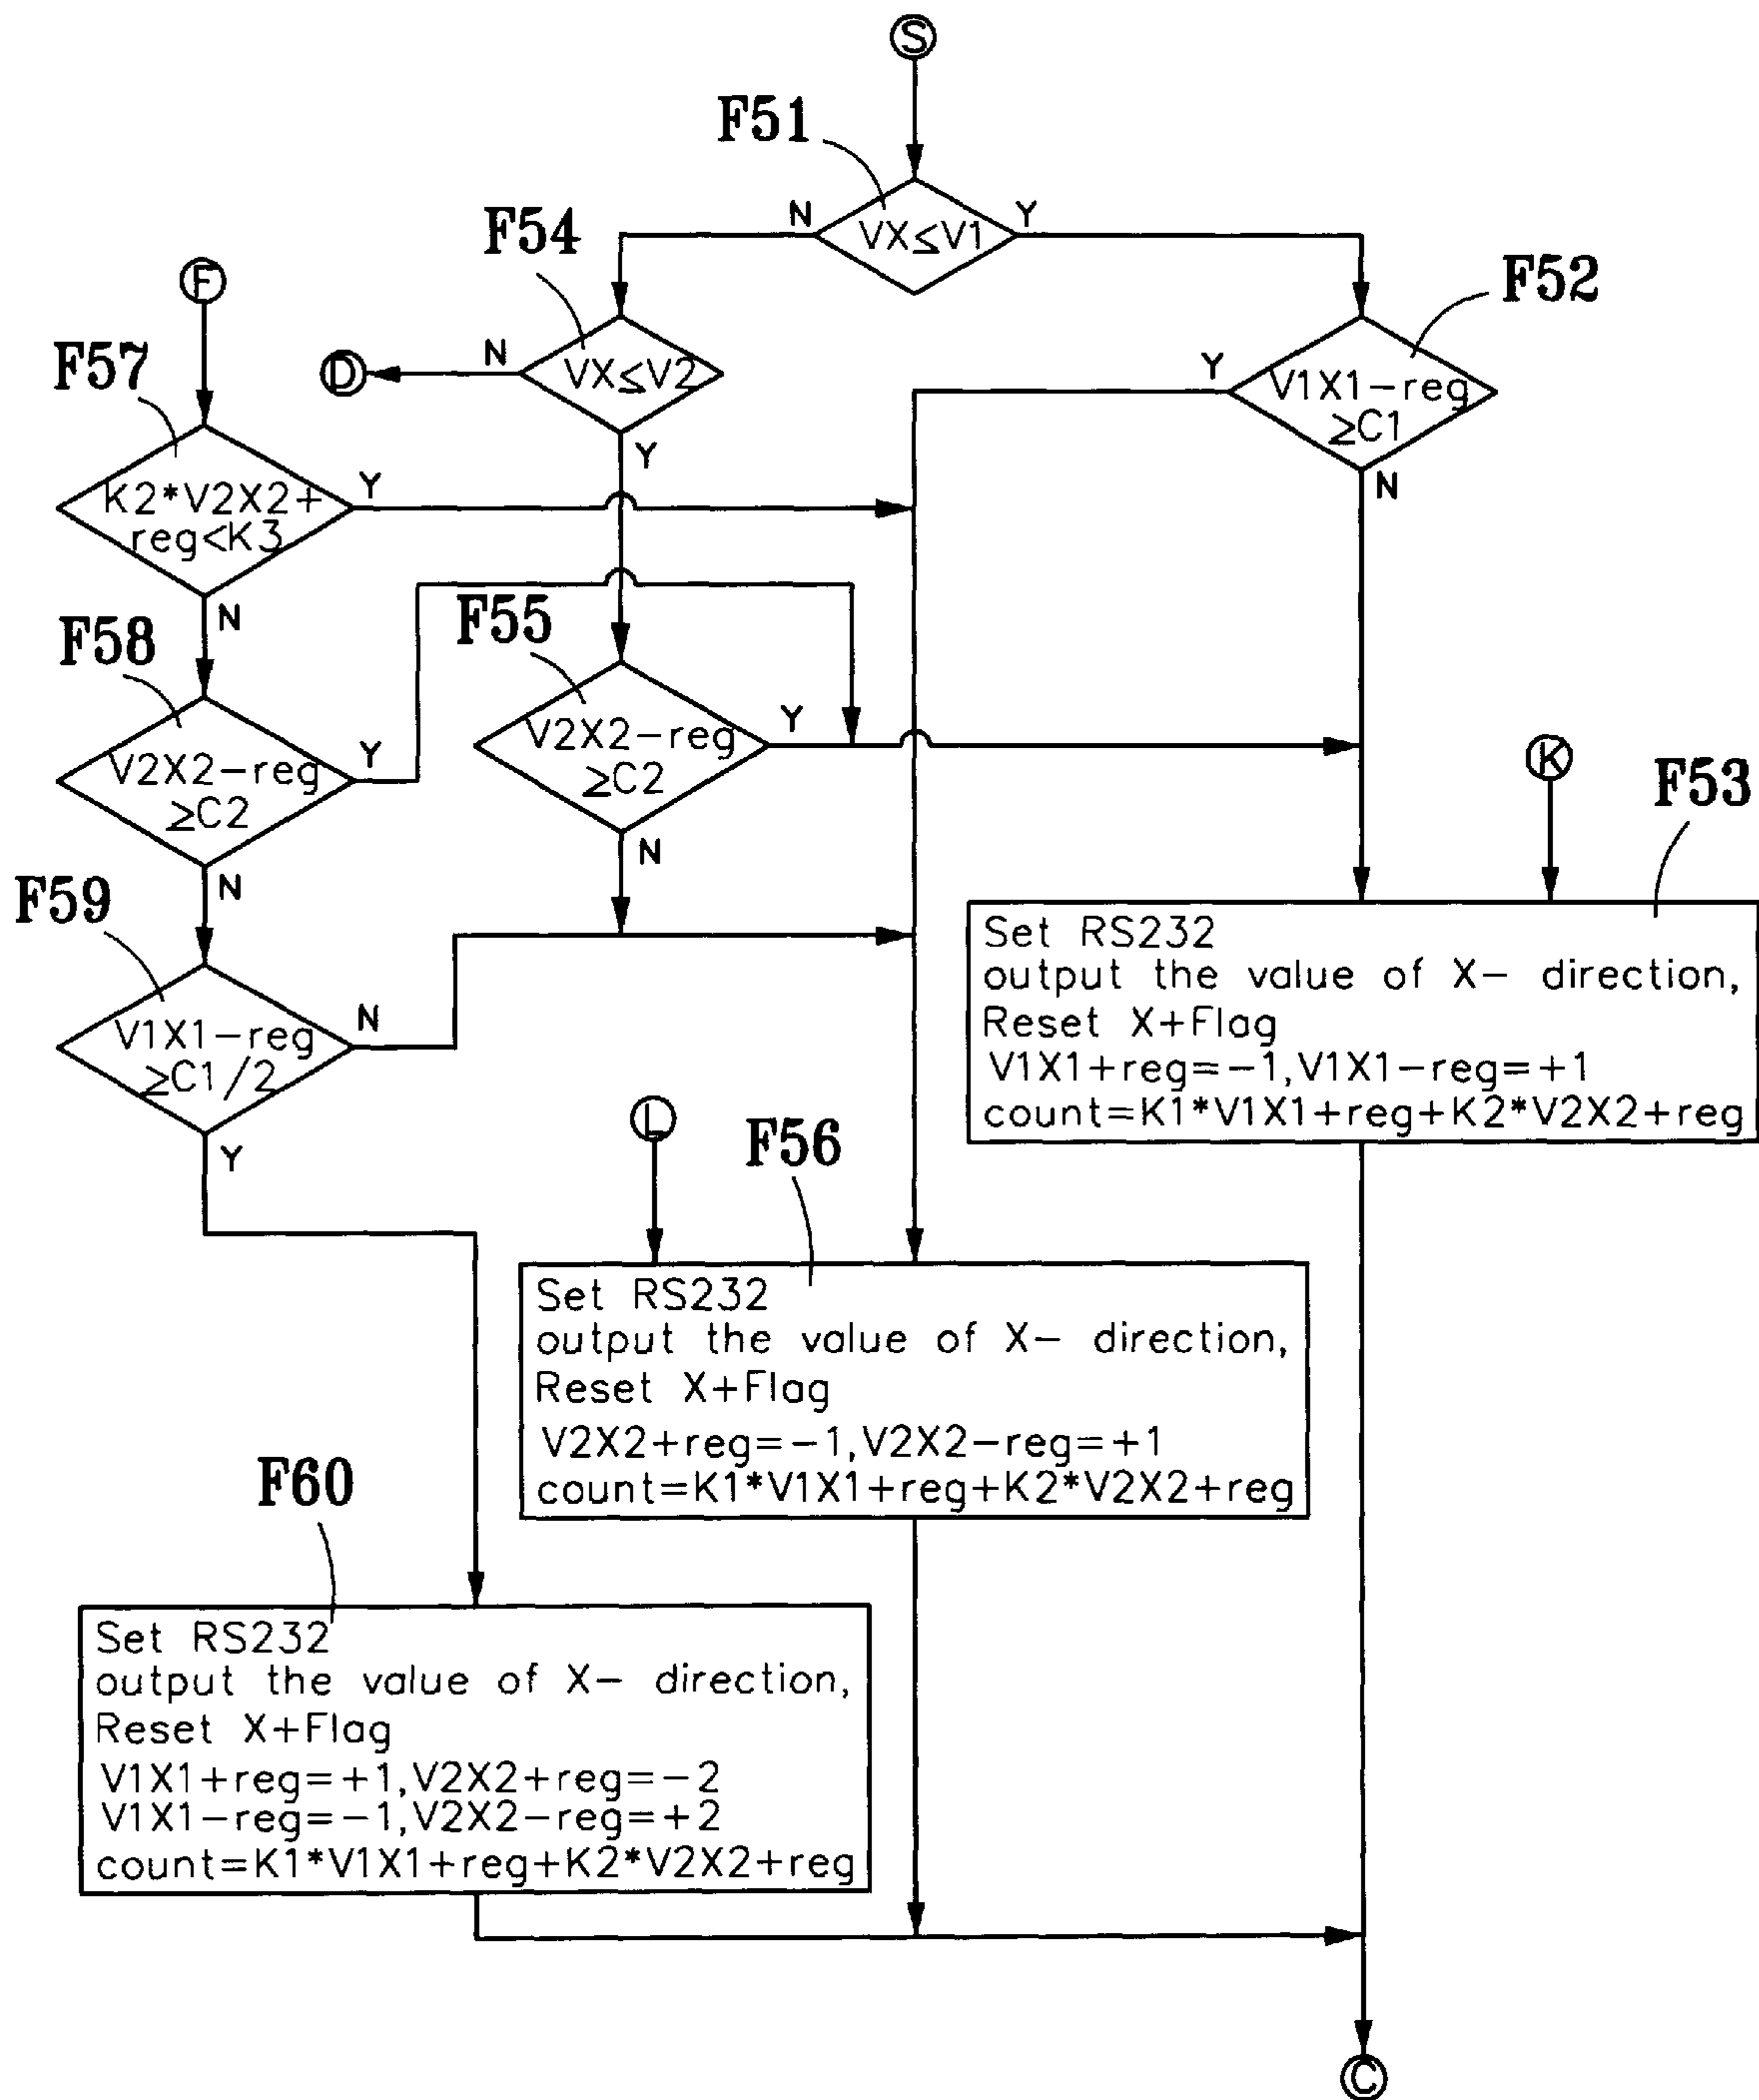 S
F51
N
VX≤V1
Y
F54
F52
F
N
VX≤V2
Y
V1X1-reg
≥C1
D
F57
Y
N
K2*V2X2+
reg<K3
Y
N
F58
F55
V2X2-reg
≥C2
Y
V2X2-reg
≥C2
Y
K
F53
N
N
F59
Set RS232
output the value of X- direction,
Reset X+Flag
V1X1+reg=-1,V1X1-reg=+1
count=K1*V1X1+reg+K2*V2X2+reg
V1X1-reg
≥C1/2
N
Y
L
F56
Set RS232
output the value of X- direction,
Reset X+Flag
V2X2+reg=-1,V2X2-reg=+1
count=K1*V1X1+reg+K2*V2X2+reg
F60
Set RS232
output the value of X- direction,
Reset X+Flag
V1X1+reg=+1,V2X2+reg=-2
V1X1-reg=-1,V2X2-reg=+2
count=K1*V1X1+reg+K2*V2X2+reg
C